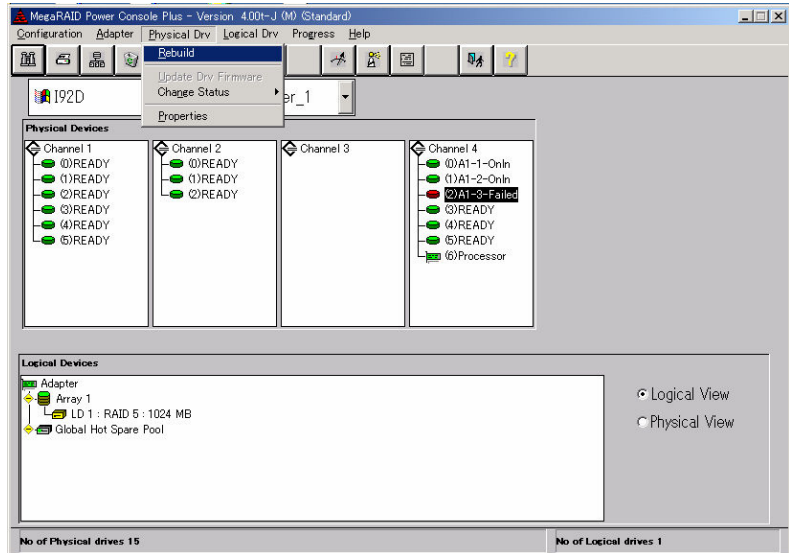 MegaRAID Power Console Plus - Version 4.00t-J (M) (Standard)
Configuration Adapter Physical Drv Logical Drv Progress Help
Rebuild
Update Drv Firmware
Change Status
Properties
I92D
er_1
Physical Devices
Channel 1
(0)READY
(1)READY
(2)READY
(3)READY
(4)READY
(5)READY
Channel 2
(0)READY
(1)READY
(2)READY
Channel 3
Channel 4
(0)A1-1-Onln
(1)A1-2-Onln
(2)A1-3-Failed
(3)READY
(4)READY
(5)READY
(6)Processor
Logical Devices
Adapter
Array 1
LD 1 : RAID 5 : 1024 MB
Global Hot Spare Pool
Logical View
Physical View
No of Physical drives 15
No of Logical drives 1